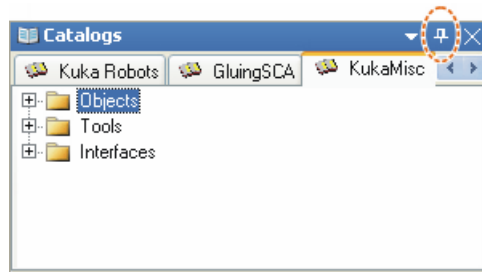 Catalogs
Kuka Robots GluingSCA KukaMisc
Objects
Tools
Interfaces